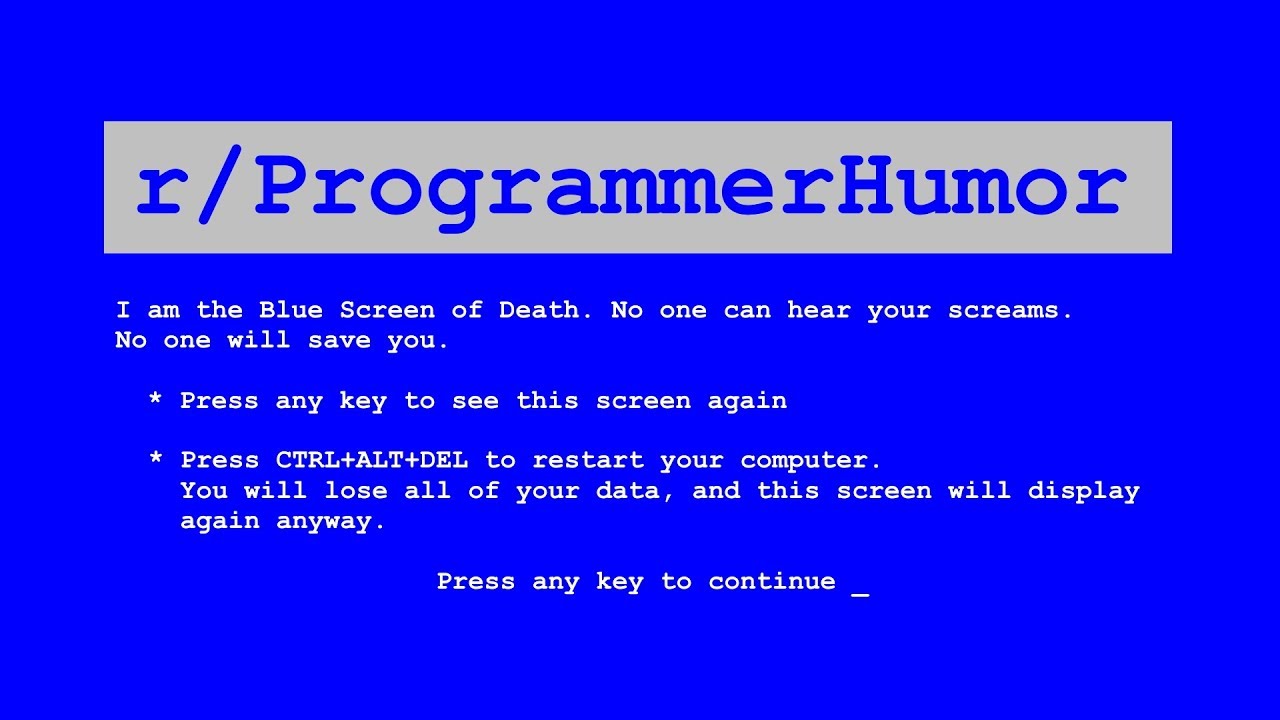 r/ProgrammerHumor
I am the Blue Screen of Death. No one can hear your screams.
No one will save you.
* Press any key to see this screen again
* Press CTRL+ALT+DEL to restart your computer.
You will lose all of your data, and this screen will display
again anyway.
Press any key to continue _